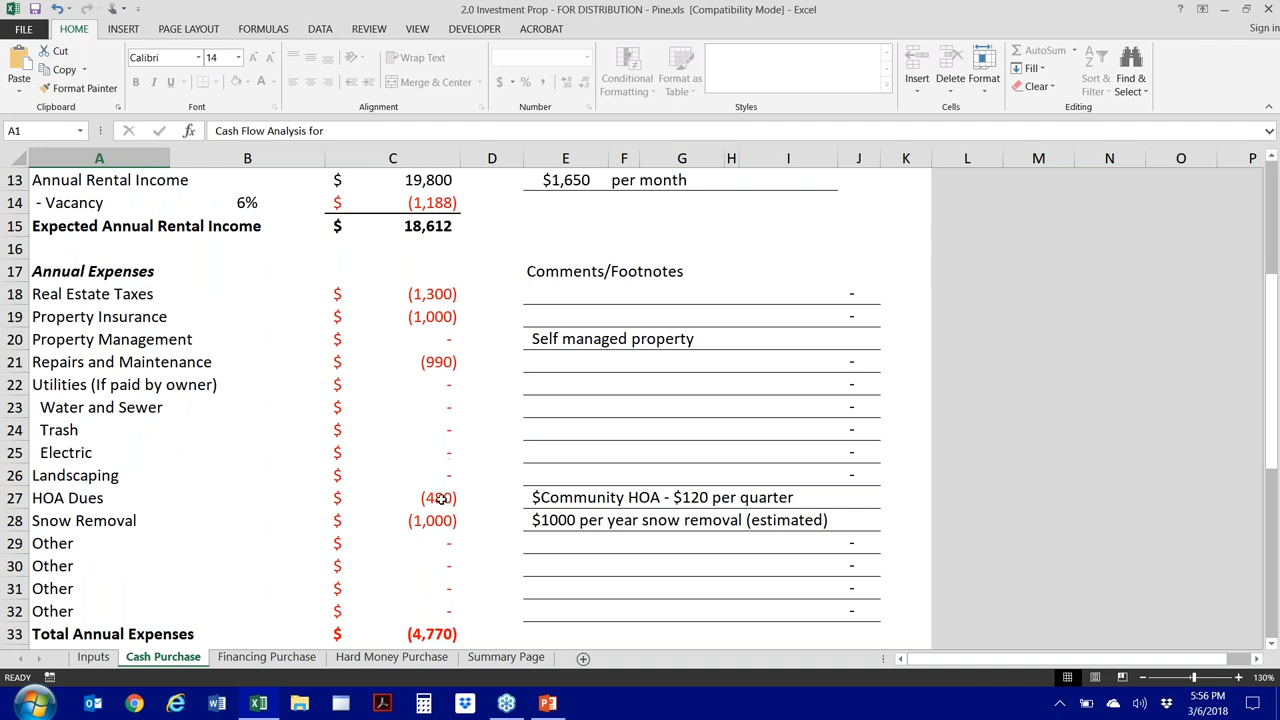 2.0 Investment Prop - FOR DISTRIBUTION - Pine.xls [Compatibility Mode] - Excel
FILE HOME INSERT PAGE LAYOUT FORMULAS DATA REVIEW VIEW DEVELOPER ACROBAT Sign in
Paste
Cut
Copy
Format Painter
Clipboard
Calibri 14
B I U
Font
Wrap Text
Merge & Center
Alignment
$ % ,
Number
Conditional Formatting
Format as Table
Styles
Insert Delete Format
Cells
AutoSum
Fill
Clear
Sort & Filter
Find & Select
Editing
A1 fx Cash Flow Analysis for
A B C D E F G H I J K L M N O P
13 Annual Rental Income $ 19,800 $1,650 per month
14 - Vacancy 6% $ (1,188)
15 Expected Annual Rental Income $ 18,612
16
17 Annual Expenses Comments/Footnotes
18 Real Estate Taxes $ (1,300) -
19 Property Insurance $ (1,000) -
20 Property Management $ - Self managed property
21 Repairs and Maintenance $ (990) -
22 Utilities (If paid by owner) $ - -
23 Water and Sewer $ - -
24 Trash $ - -
25 Electric $ - -
26 Landscaping $ - -
27 HOA Dues $ (480) $Community HOA - $120 per quarter
28 Snow Removal $ (1,000) $1000 per year snow removal (estimated)
29 Other $ - -
30 Other $ - -
31 Other $ - -
32 Other $ - -
33 Total Annual Expenses $ (4,770)
Inputs Cash Purchase Financing Purchase Hard Money Purchase Summary Page
READY 130%
5:56 PM
3/6/2018